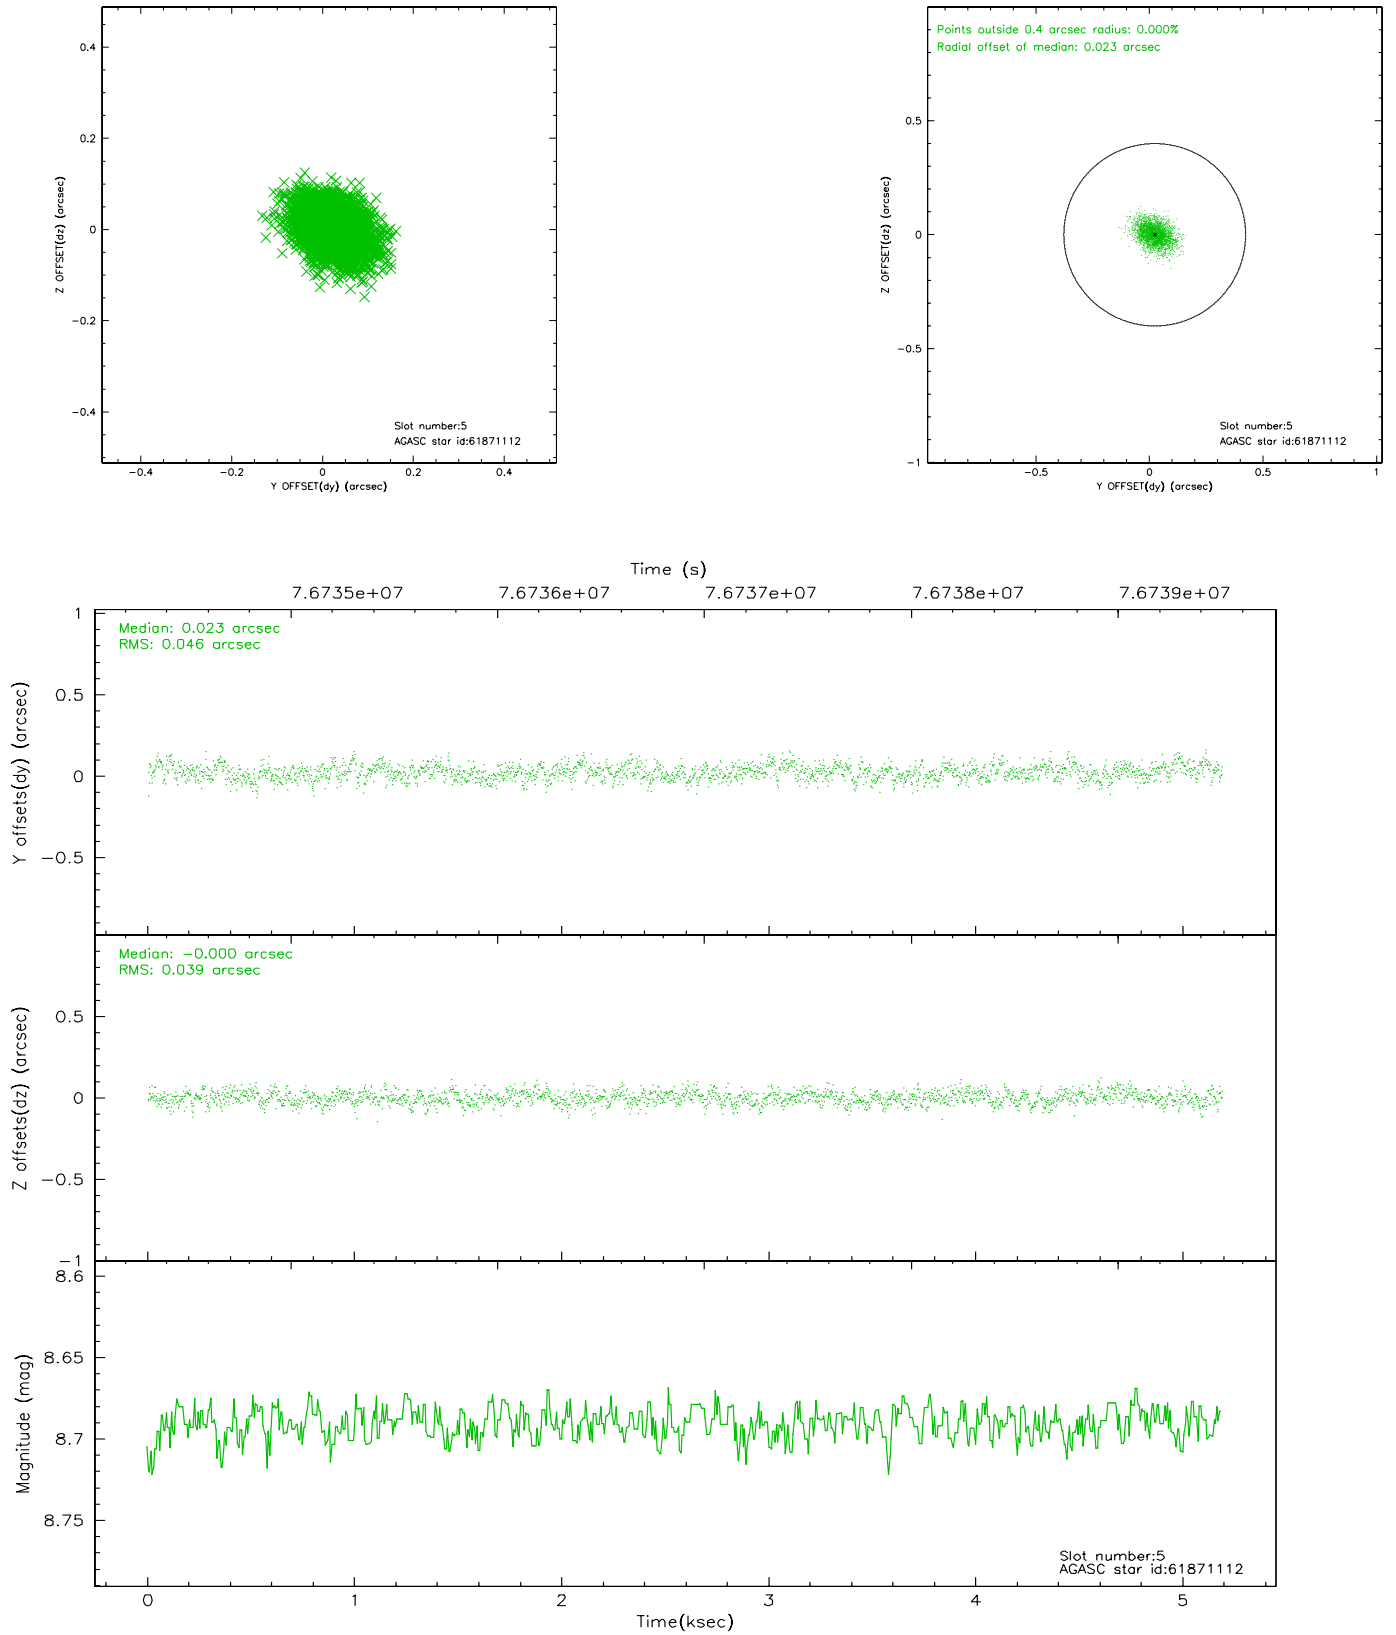 0.4
0.2
0
−0.2
−0.4
Z OFFSET(dz) (arcsec)
Slot number:5
AGASC star id:61871112
−0.4 −0.2 0 0.2 0.4
Y OFFSET(dy) (arcsec)
Points outside 0.4 arcsec radius: 0.000%
Radial offset of median: 0.023 arcsec
0.5
0
−0.5
−1
Z OFFSET(dz) (arcsec)
Slot number:5
AGASC star id:61871112
−0.5 0 0.5 1
Y OFFSET(dy) (arcsec)
Time (s)
7.6735e+07 7.6736e+07 7.6737e+07 7.6738e+07 7.6739e+07
1
Median: 0.023 arcsec
RMS: 0.046 arcsec
0.5
0
−0.5
Y offsets(dy) (arcsec)
Median: −0.000 arcsec
RMS: 0.039 arcsec
0.5
0
−0.5
−1
Z offsets(dz) (arcsec)
8.6
8.65
8.7
8.75
Magnitude (mag)
Slot number:5
AGASC star id:61871112
0 1 2 3 4 5
Time(ksec)